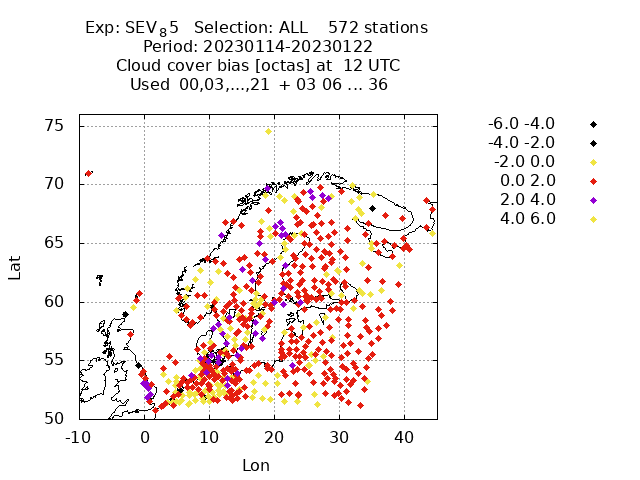 Exp: SEV₈5 Selection: ALL 572 stations
Period: 20230114-20230122
Cloud cover bias [octas] at 12 UTC
Used 00,03,...,21 + 03 06 ... 36
-6.0 -4.0
-4.0 -2.0
-2.0 0.0
0.0 2.0
2.0 4.0
4.0 6.0
75
70
65
60
55
50
Lat
-10 0 10 20 30 40
Lon